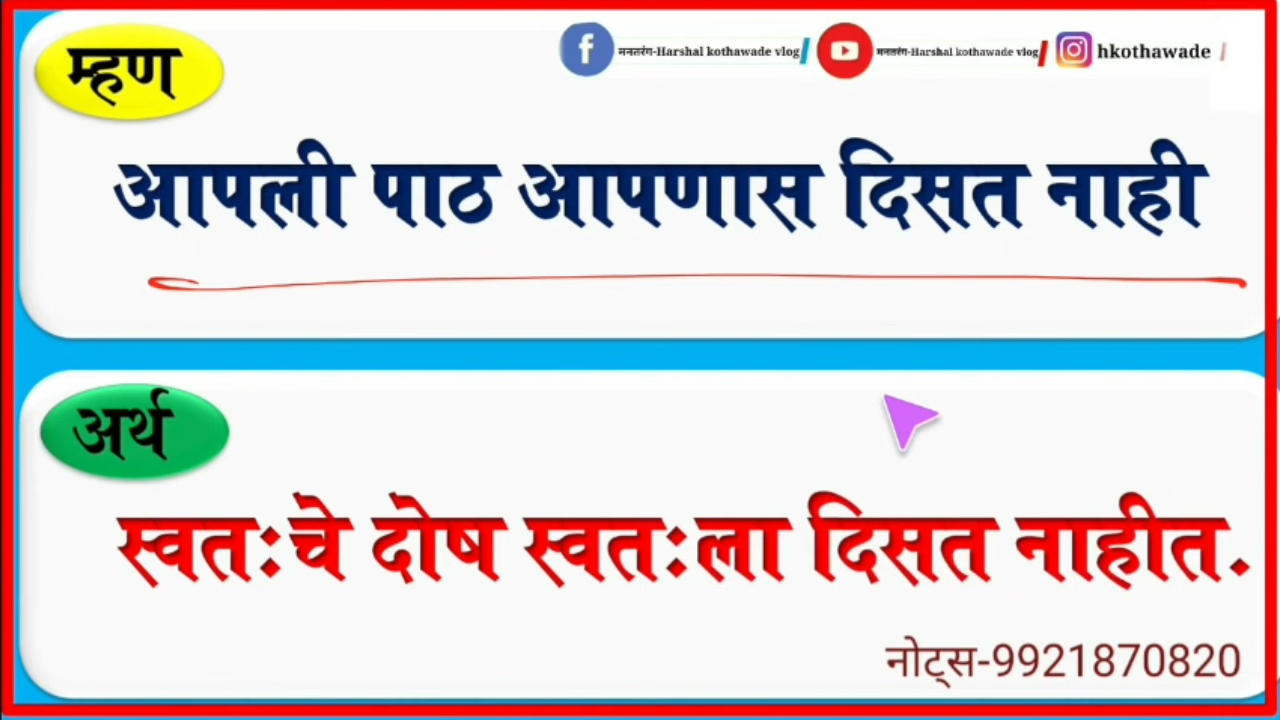 म्हण
मनतरंग-Harshal kothawade vlog / मनतरंग-Harshal kothawade vlog / hkothawade /
आपली पाठ आपणास दिसत नाही
अर्थ
स्वतःचे दोष स्वतःला दिसत नाहीत.
नोट्स-9921870820